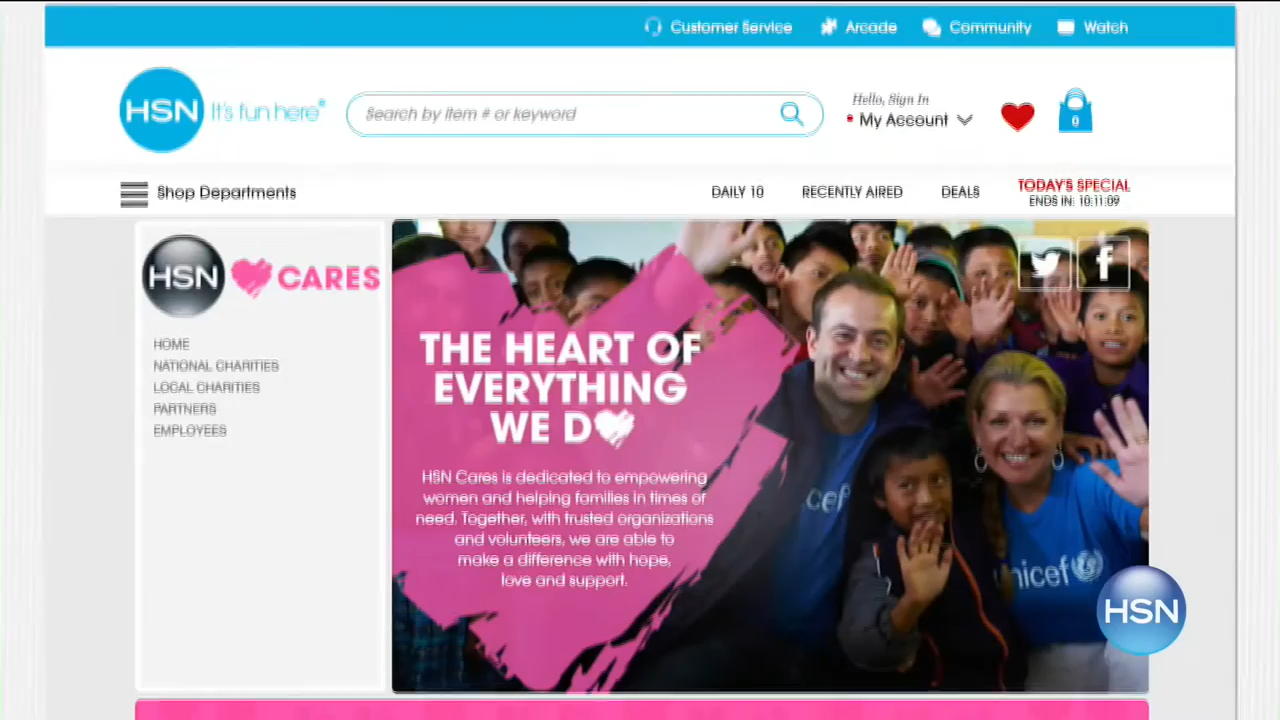 Customer Service
Arcade
Community
Watch
HSN It's fun here®
Search by item # or keyword
Hello, Sign In
My Account
0
Shop Departments
DAILY 10
RECENTLY AIRED
DEALS
TODAY'S SPECIAL
ENDS IN: 10:11:09
HSN CARES
HOME
NATIONAL CHARITIES
LOCAL CHARITIES
PARTNERS
EMPLOYEES
THE HEART OF
EVERYTHING
WE DO
HSN Cares is dedicated to empowering
women and helping families in times of
need. Together, with trusted organizations
and volunteers, we are able to
make a difference with hope,
love and support.
f
cef
unicef
HSN